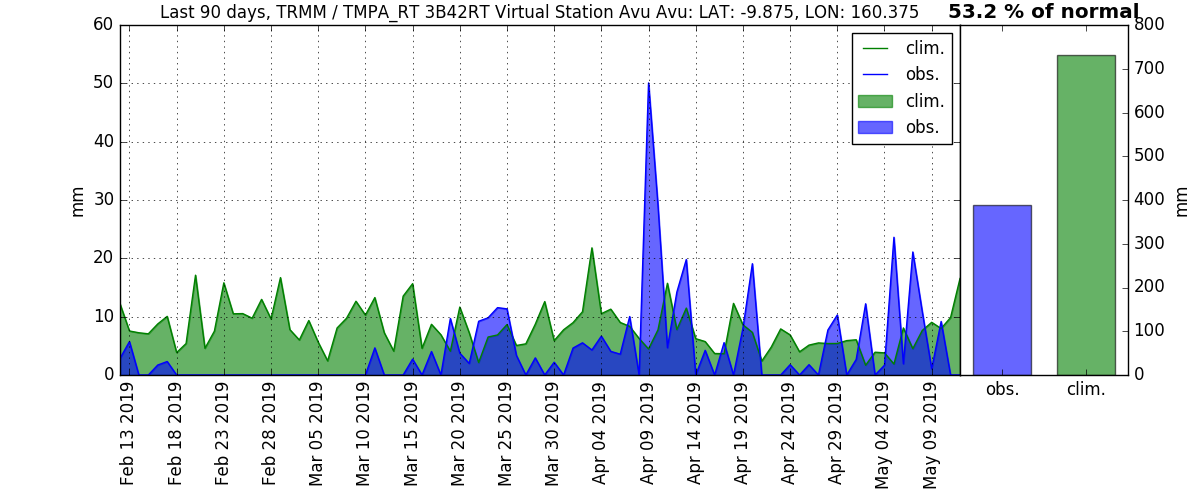 Last 90 days, TRMM / TMPA_RT 3B42RT Virtual Station Avu Avu: LAT: -9.875, LON: 160.375
53.2 % of normal
60
50
40
30
20
10
0
mm
clim.
obs.
clim.
obs.
800
700
600
500
400
300
200
100
0
mm
Feb 13 2019
Feb 18 2019
Feb 23 2019
Feb 28 2019
Mar 05 2019
Mar 10 2019
Mar 15 2019
Mar 20 2019
Mar 25 2019
Mar 30 2019
Apr 04 2019
Apr 09 2019
Apr 14 2019
Apr 19 2019
Apr 24 2019
Apr 29 2019
May 04 2019
May 09 2019
obs.
clim.